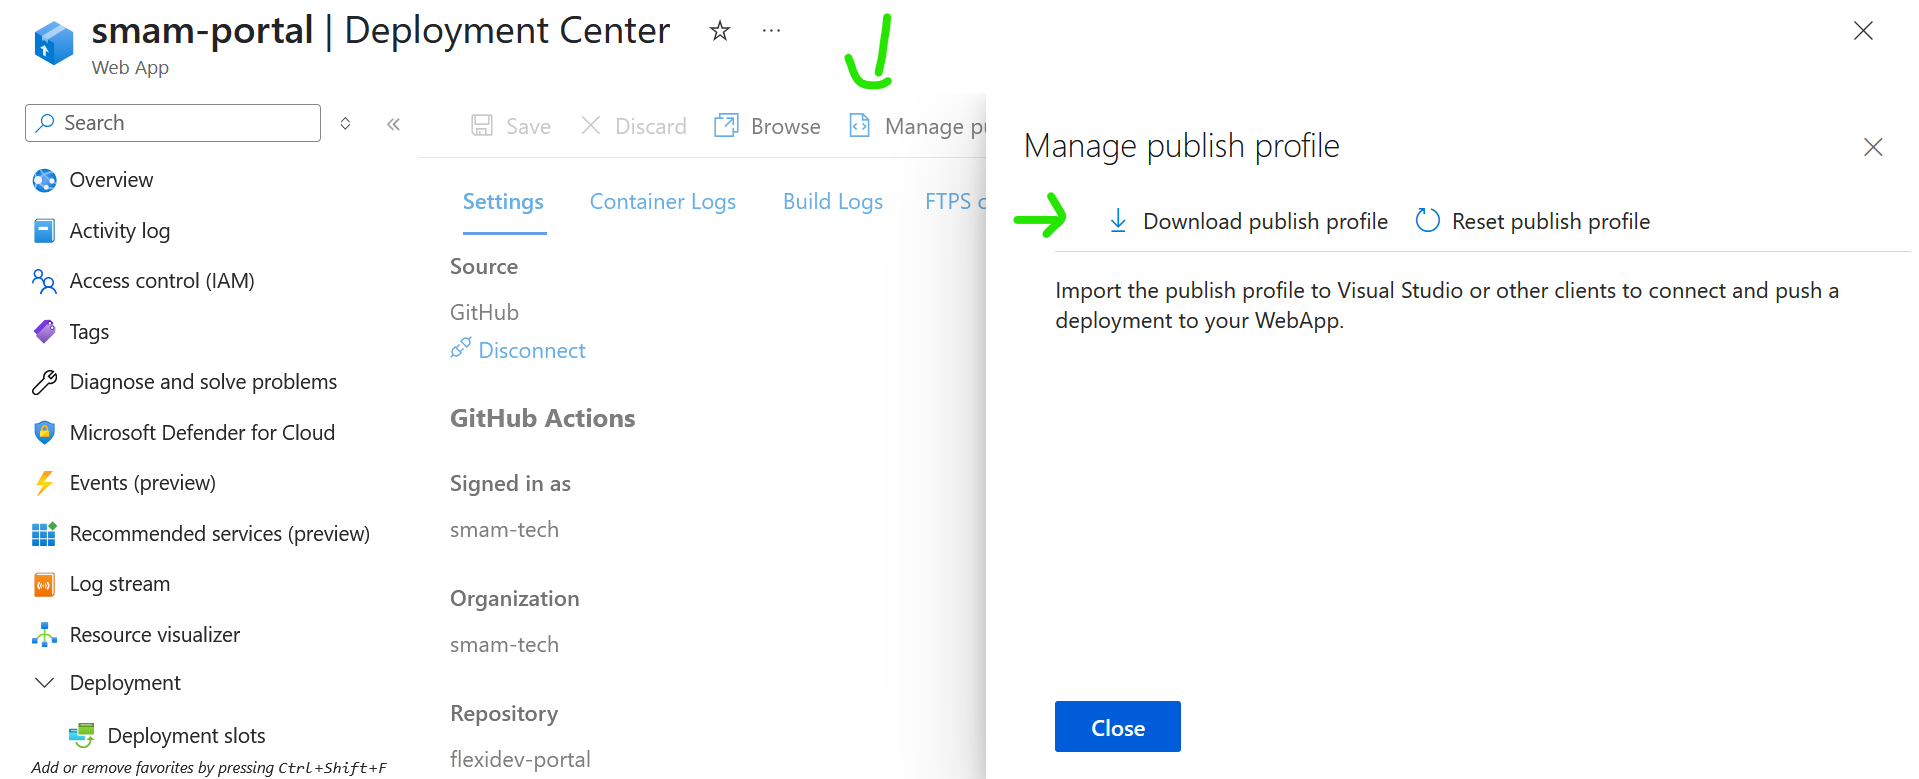 smam-portal | Deployment Center
Web App
Search
Overview
Activity log
Access control (IAM)
Tags
Diagnose and solve problems
Microsoft Defender for Cloud
Events (preview)
Recommended services (preview)
Log stream
Resource visualizer
Deployment
Deployment slots
Add or remove favorites by pressing Ctrl+Shift+F
Save Discard Browse Manage pu
Settings Container Logs Build Logs FTPS c
Source
GitHub
Disconnect
GitHub Actions
Signed in as
smam-tech
Organization
smam-tech
Repository
flexidev-portal
Manage publish profile
Download publish profile Reset publish profile
Import the publish profile to Visual Studio or other clients to connect and push a
deployment to your WebApp.
Close